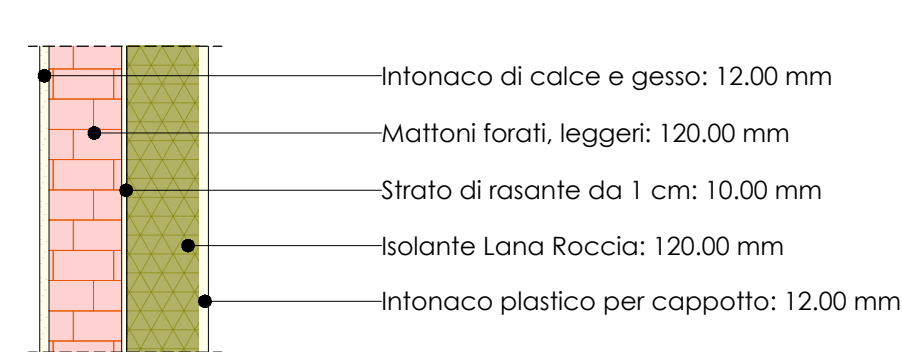 Intonaco di calce e gesso: 12.00 mm
Mattoni forati, leggeri: 120.00 mm
Strato di rasante da 1 cm: 10.00 mm
Isolante Lana Roccia: 120.00 mm
Intonaco plastico per cappotto: 12.00 mm